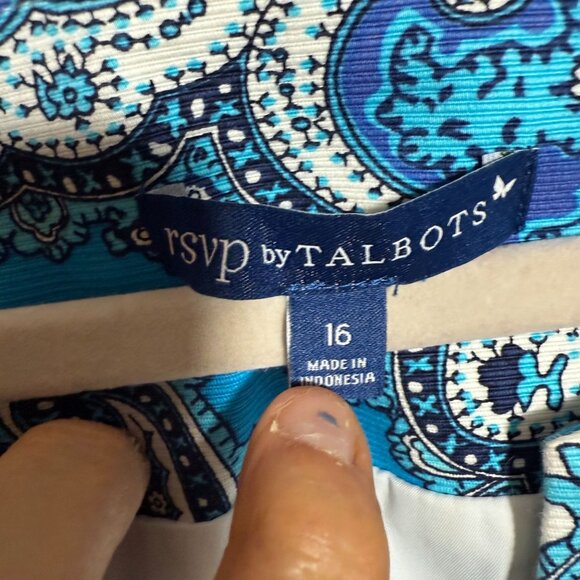 rsvp by TALBOTS
16
MADE IN
INDONESIA